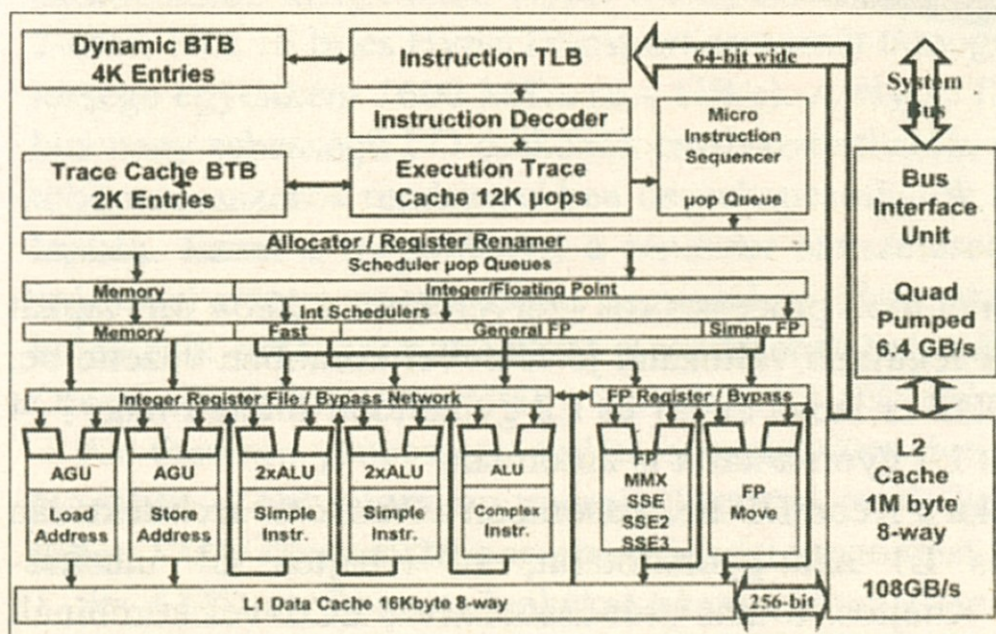 Dynamic BTB
4K Entries
Instruction TLB
64-bit wide
System
Bus
Instruction Decoder
Micro
Instruction
Sequencer
μop Queue
Trace Cache BTB
2K Entries
Execution Trace
Cache 12K μops
Bus
Interface
Unit
Quad
Pumped
6.4 GB/s
Allocator / Register Renamer
Scheduler μop Queues
Memory
Integer/Floating Point
Int Schedulers
Memory
Fast
General FP
Simple FP
Integer Register File / Bypass Network
FP Register / Bypass
AGU
AGU
2xALU
2xALU
ALU
Load
Address
Store
Address
Simple
Instr.
Simple
Instr.
Complex
Instr.
FP
MMX
SSE
SSE2
SSE3
FP
Move
L2
Cache
1M byte
8-way
108GB/s
L1 Data Cache 16Kbyte 8-way
256-bit